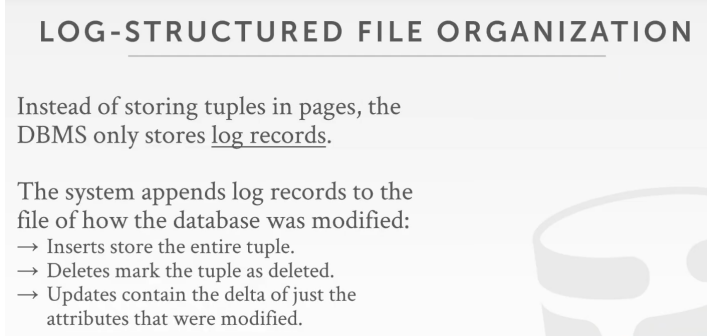 LOG-STRUCTURED FILE ORGANIZATION
Instead of storing tuples in pages, the
DBMS only stores log records.
The system appends log records to the
file of how the database was modified:
→ Inserts store the entire tuple.
→ Deletes mark the tuple as deleted.
→ Updates contain the delta of just the
attributes that were modified.